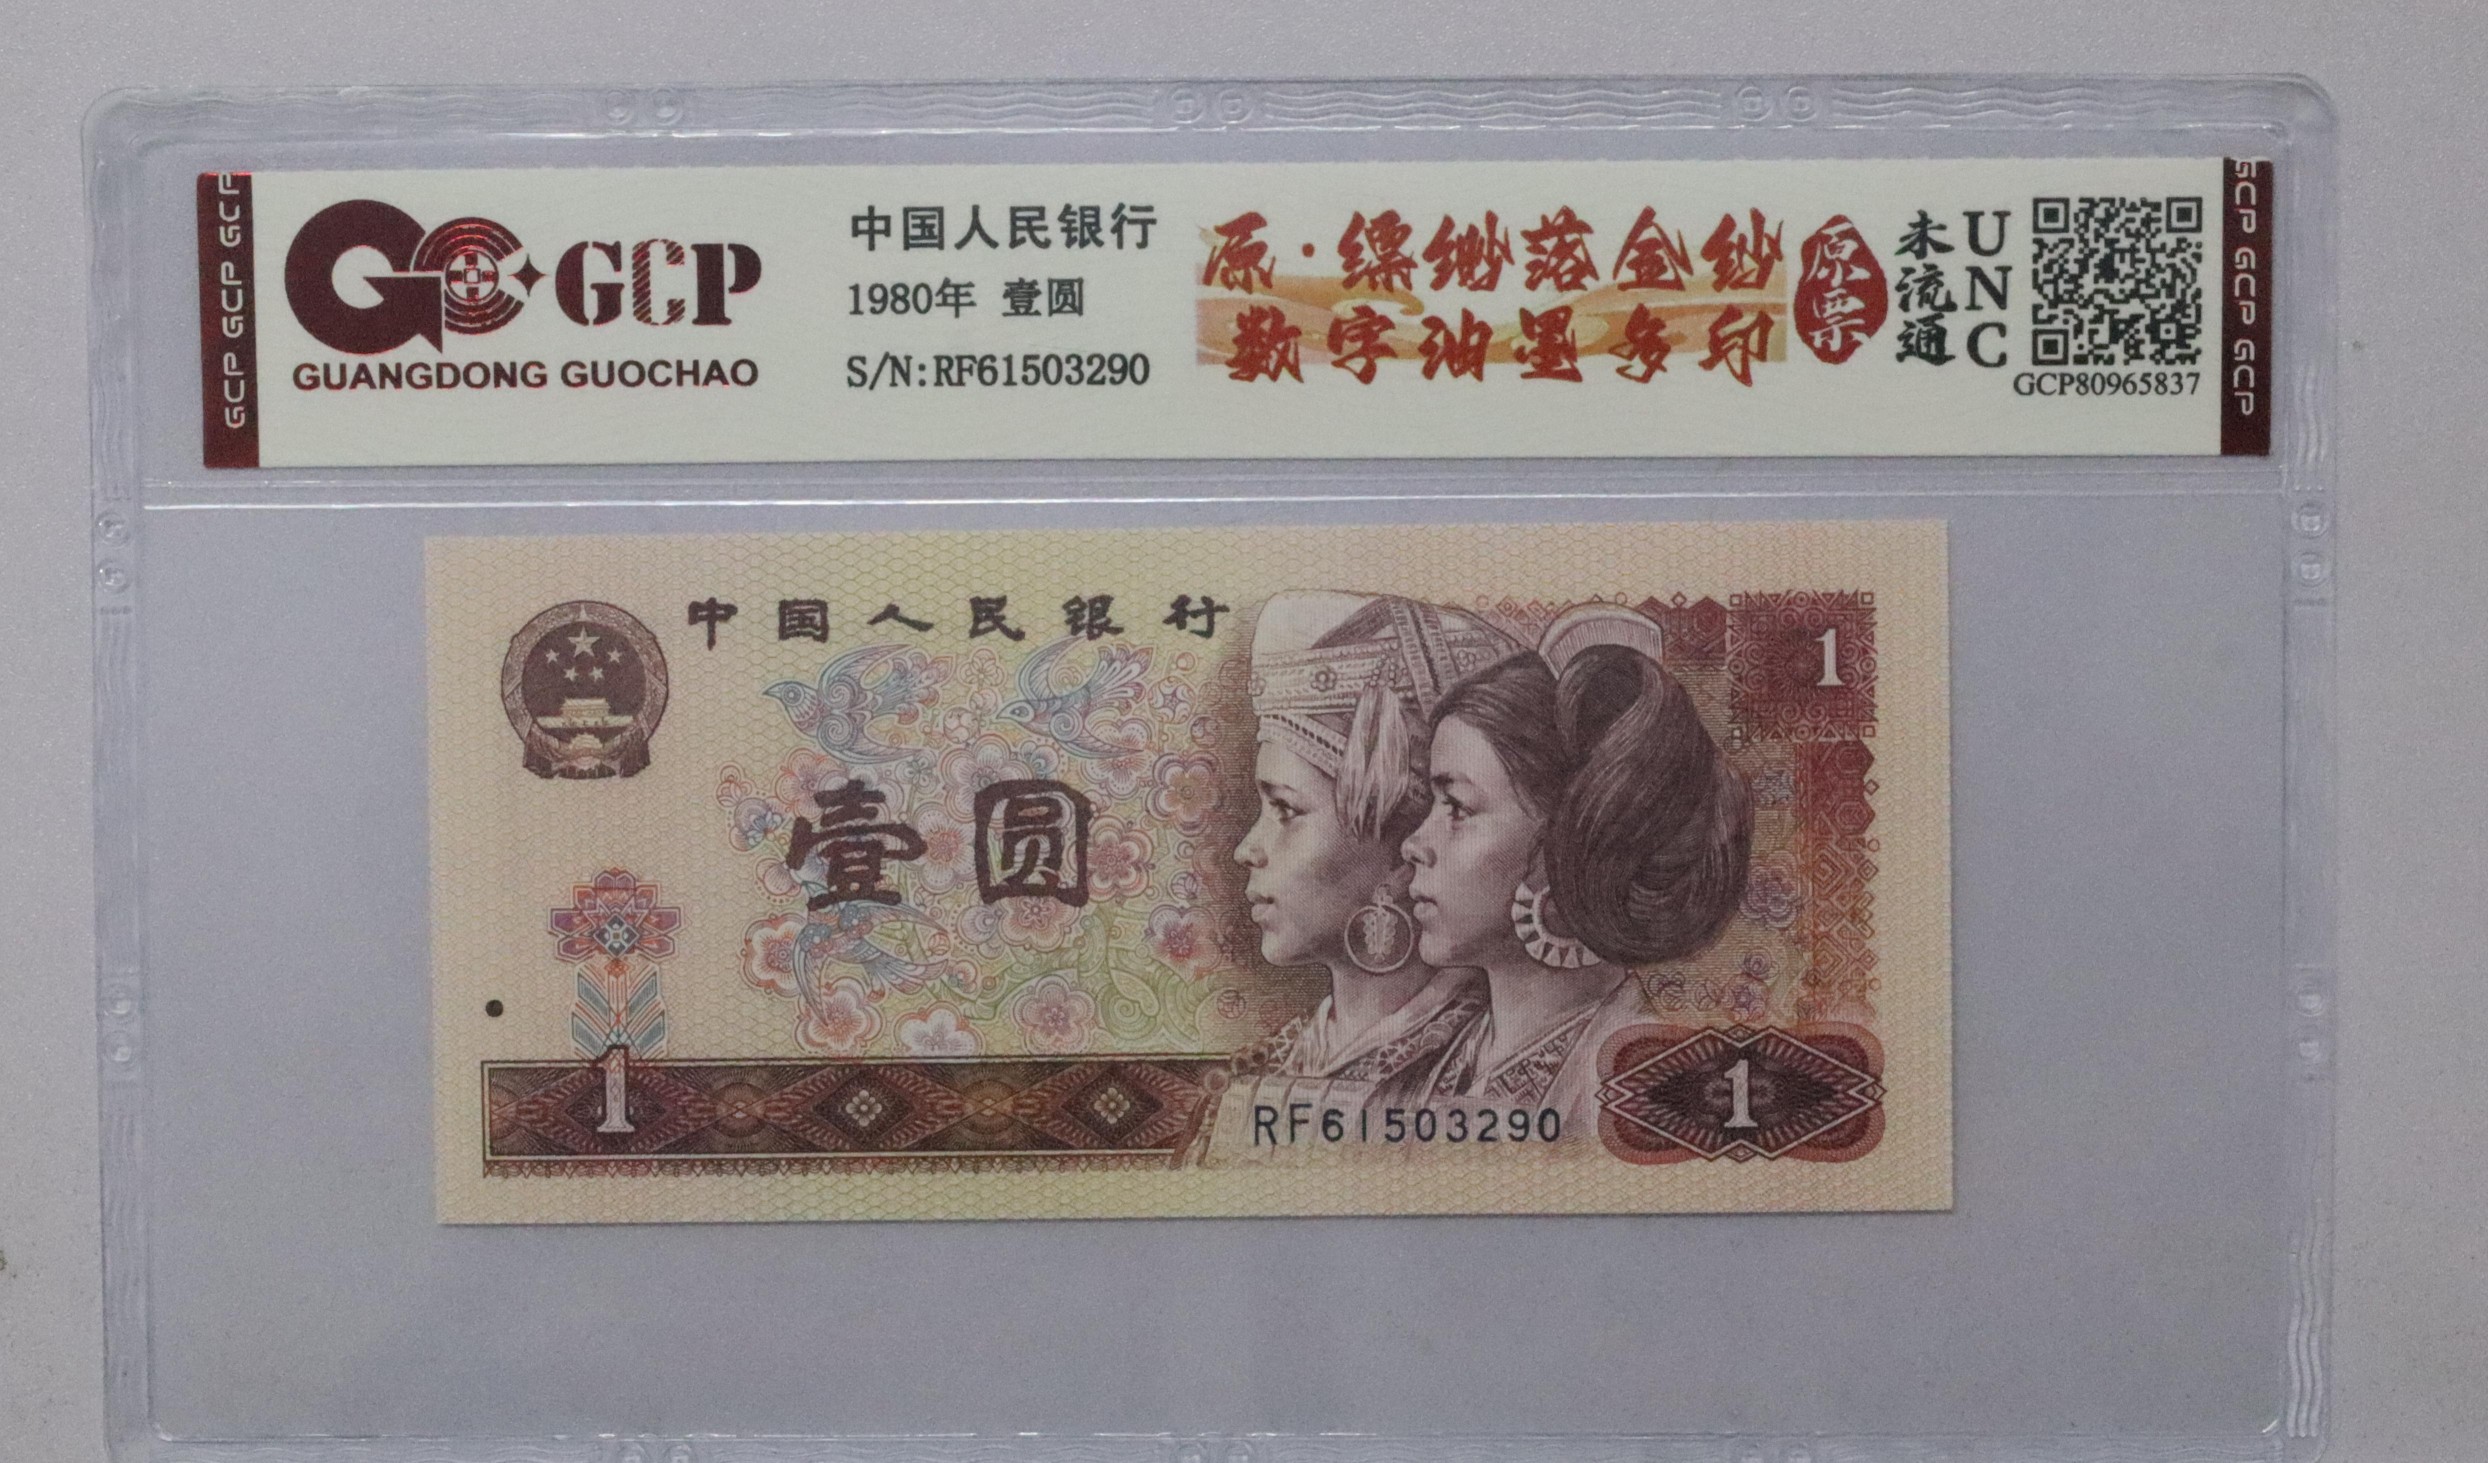 GCP GCP GCP
GCP
GUANGDONG GUOCHAO
中国人民银行
1980年 壹圆
S/N:RF61503290
原·缥缈落金纱
数字油墨多印
原票
未流通
UNC
GCP80965837
GCP GCP GCP
中国人民银行
1
壹圆
1
RF61503290
1